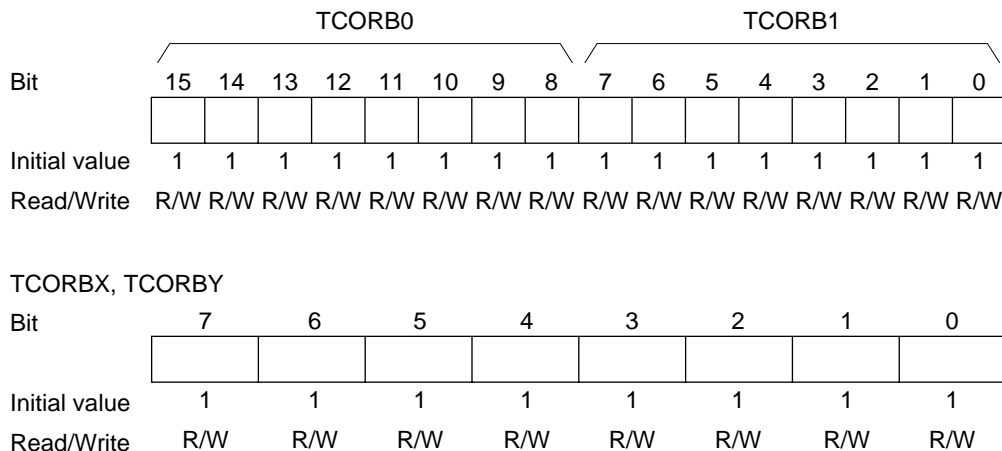 TCORB0 TCORB1
Bit 15 14 13 12 11 10 9 8 7 6 5 4 3 2 1 0
Initial value 1 1 1 1 1 1 1 1 1 1 1 1 1 1 1 1
Read/Write R/W R/W R/W R/W R/W R/W R/W R/W R/W R/W R/W R/W R/W R/W R/W R/W
TCORBX, TCORBY
Bit 7 6 5 4 3 2 1 0
Initial value 1 1 1 1 1 1 1 1
Read/Write R/W R/W R/W R/W R/W R/W R/W R/W